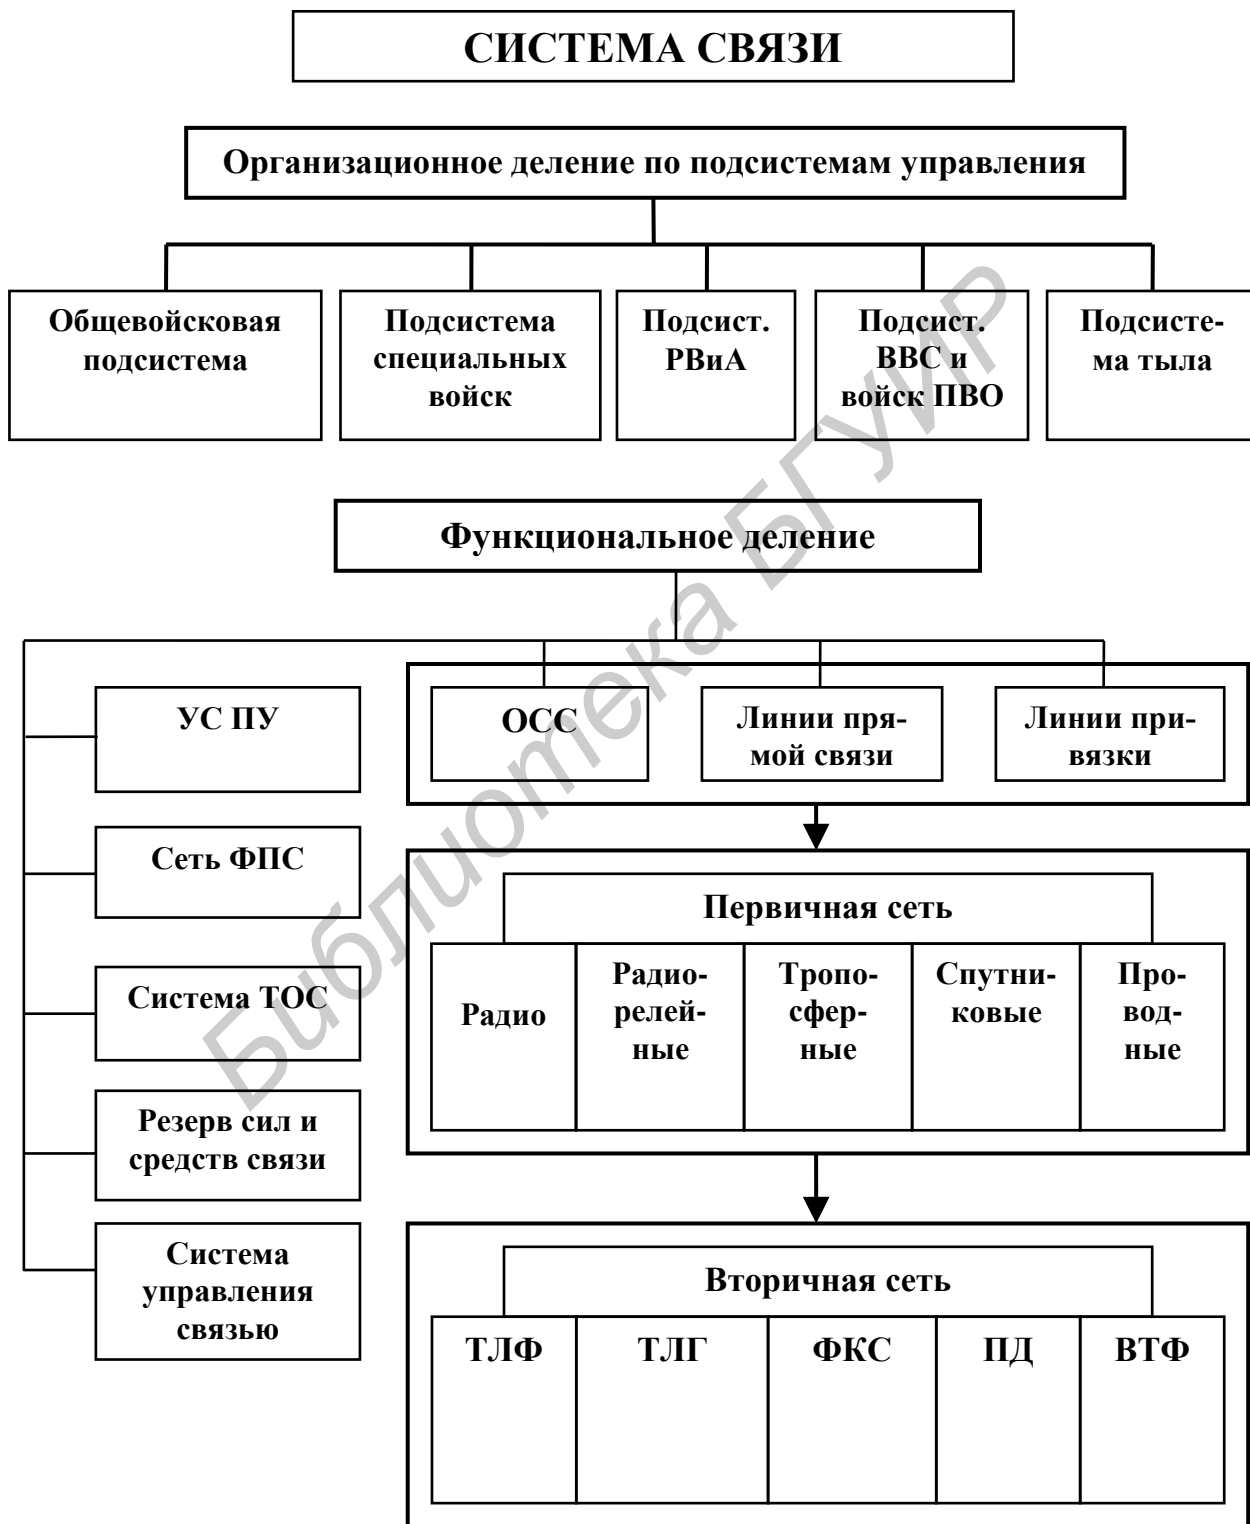 СИСТЕМА СВЯЗИ
Организационное деление по подсистемам управления
Общевойсковая
подсистема
Подсистема
специальных
войск
Подсист.
РВиА
Подсист.
ВВС и
войск ПВО
Подсисте-
ма тыла
Функциональное деление
УС ПУ
Сеть ФПС
Система ТОС
Резерв сил и
средств связи
Система
управления
связью
ОСС
Линии пря-
мой связи
Линии при-
вязки
Первичная сеть
Радио
Радио-
релей-
ные
Тропо-
сфер-
ные
Спутни-
ковые
Про-
вод-
ные
Вторичная сеть
ТЛФ
ТЛГ
ФКС
ПД
ВТФ
Библиотека БГУИР